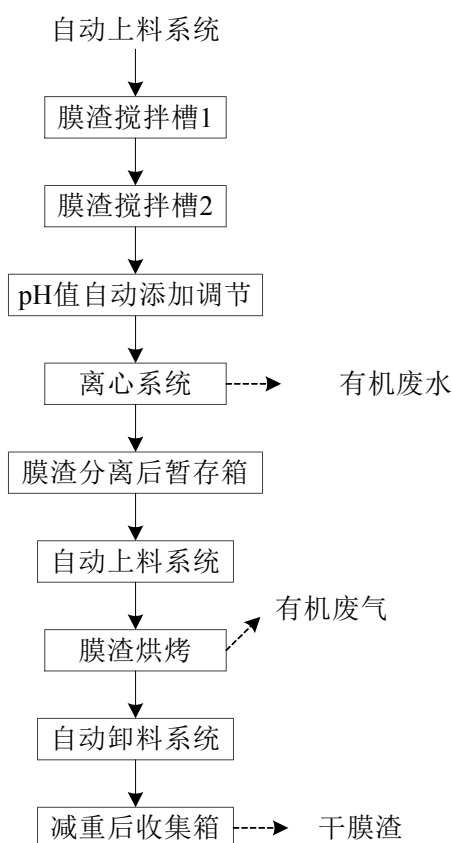 自动上料系统
膜渣搅拌槽1
膜渣搅拌槽2
pH值自动添加调节
离心系统
有机废水
膜渣分离后暂存箱
自动上料系统
有机废气
膜渣烘烤
自动卸料系统
减重后收集箱
干膜渣